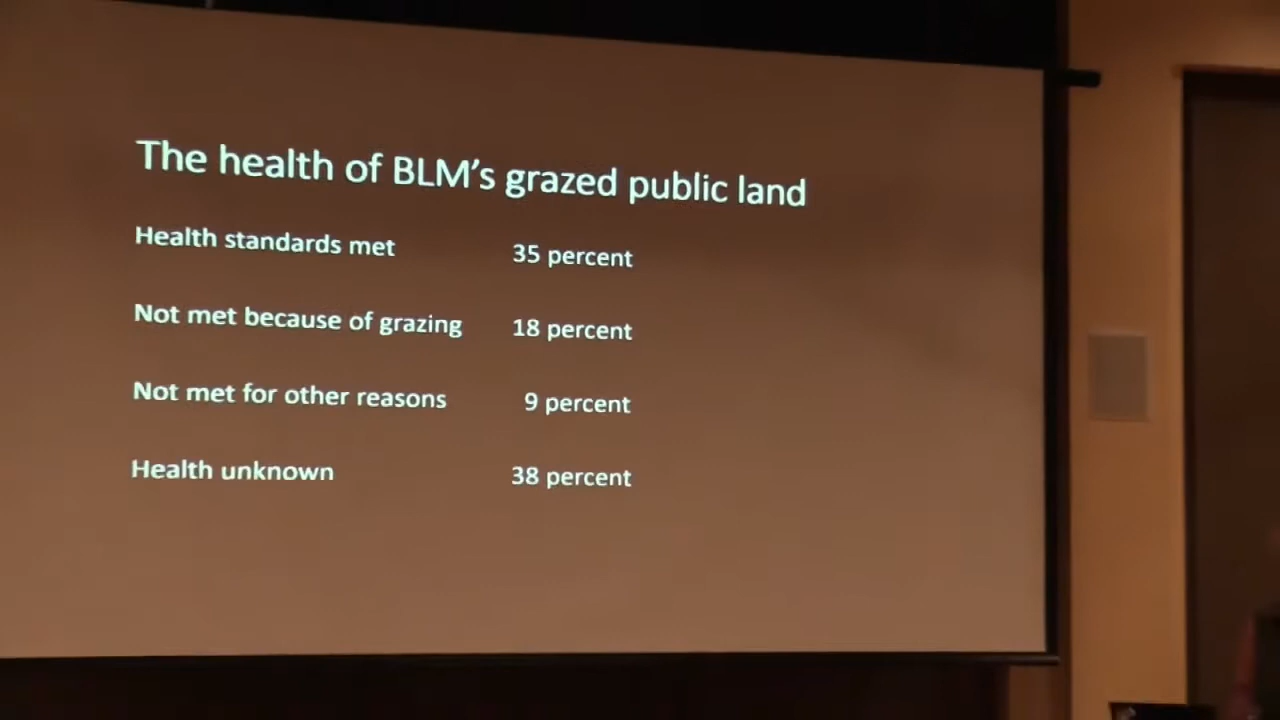 The health of BLM's grazed public land
Health standards met 35 percent
Not met because of grazing 18 percent
Not met for other reasons 9 percent
Health unknown 38 percent